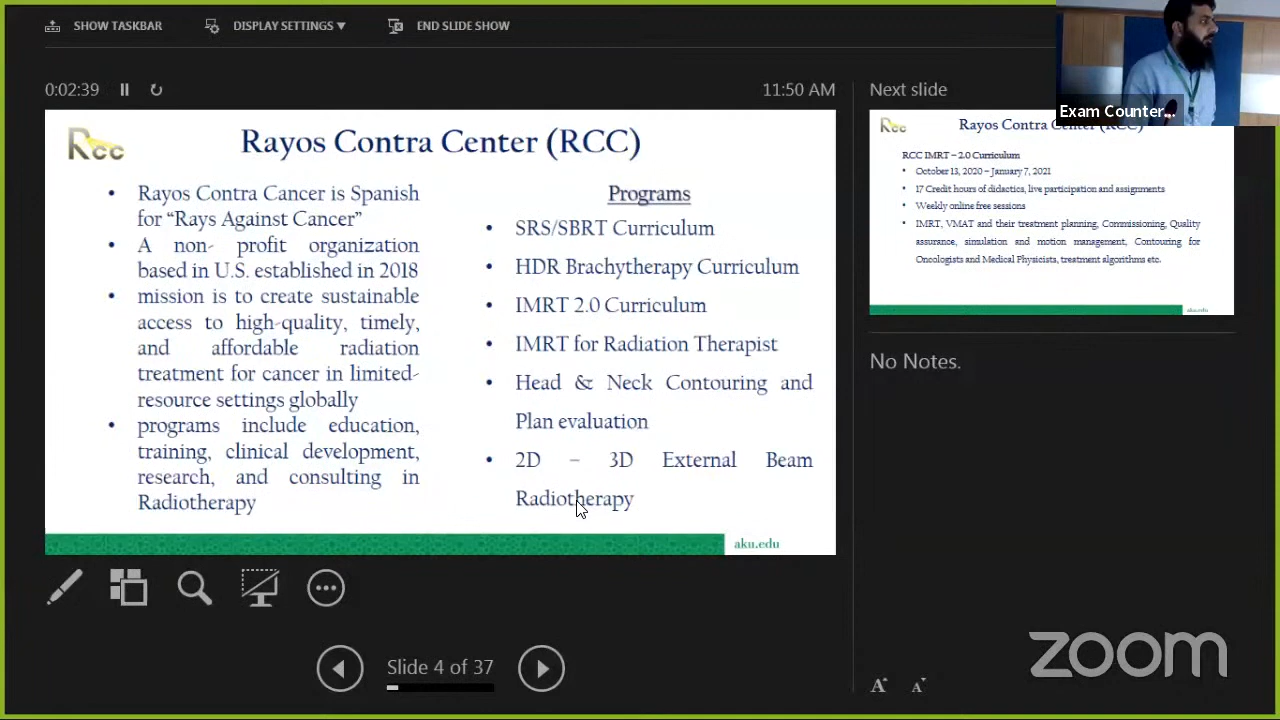 SHOW TASKBAR
DISPLAY SETTINGS
END SLIDE SHOW
0:02:39
11:50 AM
Rcc
Rayos Contra Center (RCC)
• Rayos Contra Cancer is Spanish
for “Rays Against Cancer”
• A non- profit organization
based in U.S. established in 2018
• mission is to create sustainable
access to high-quality, timely,
and affordable radiation
treatment for cancer in limited-
resource settings globally
• programs include education,
training, clinical development,
research, and consulting in
Radiotherapy
Programs
• SRS/SBRT Curriculum
• HDR Brachytherapy Curriculum
• IMRT 2.0 Curriculum
• IMRT for Radiation Therapist
• Head & Neck Contouring and
Plan evaluation
• 2D – 3D External Beam
Radiotherapy
aku.edu
Slide 4 of 37
Next slide
Exam Counter...
Rcc
Rayos Contra Center (RCC)
RCC IMRT – 2.0 Curriculum
• October 13, 2020 – January 7, 2021
• 17 Credit hours of didactics, live participation and assignments
• Weekly online free sessions
• IMRT, VMAT and their treatment planning, Commissioning, Quality
assurance, simulation and motion management, Contouring for
Oncologists and Medical Physicists, treatment algorithms etc.
aku.edu
No Notes.
A A
zoom